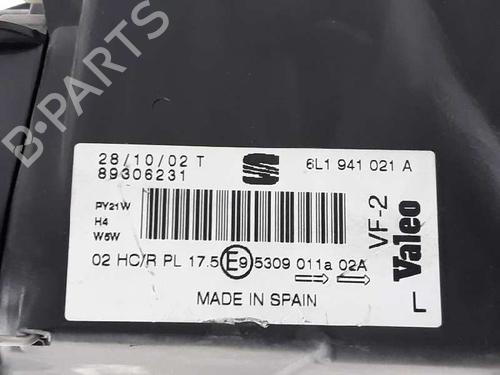 B-PARTS
28/10/02 T
6L1 941 021 A
89306231
PY21W
H4
W5W
VF-2
Valeo
02 HC/R PL 17.5 E9 5309 011a 02A
MADE IN SPAIN
L